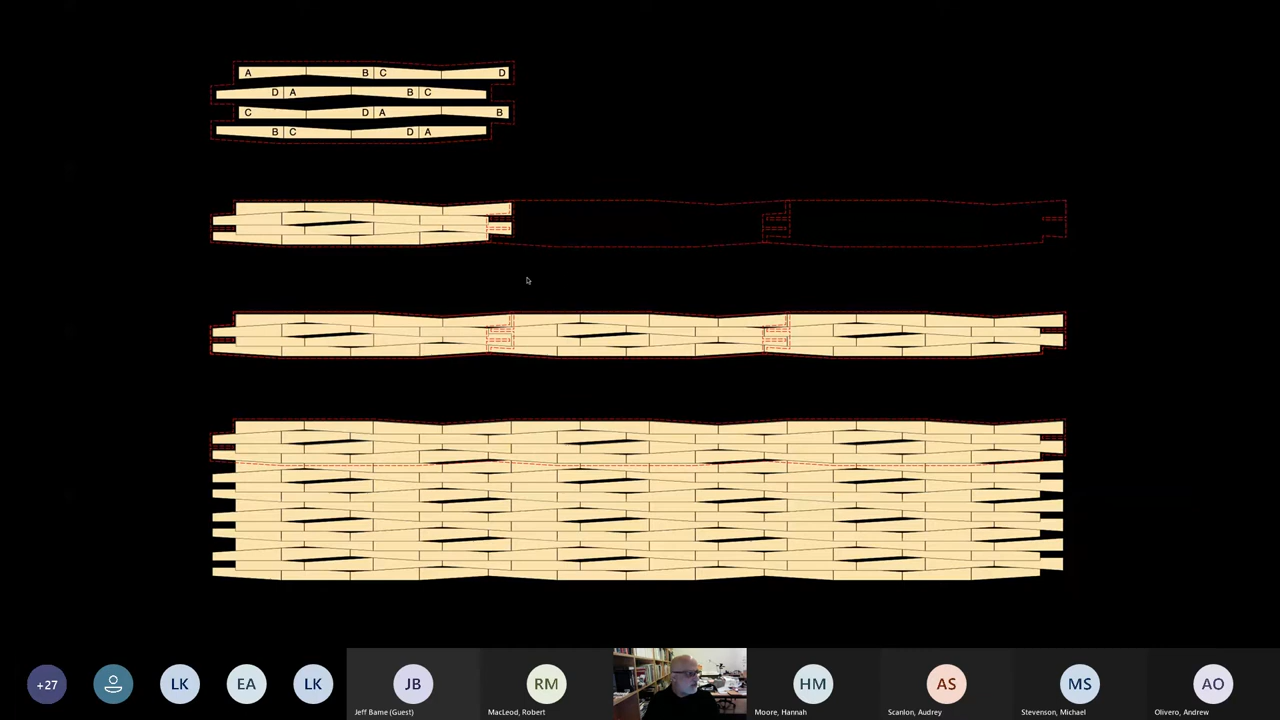 A B C D
D A B C
C D A B
B C D A
+27 LK EA LK JB RM HM AS MS AO
Jeff Bame (Guest) MacLeod, Robert Moore, Hannah Scanlon, Audrey Stevenson, Michael Olivero, Andrew